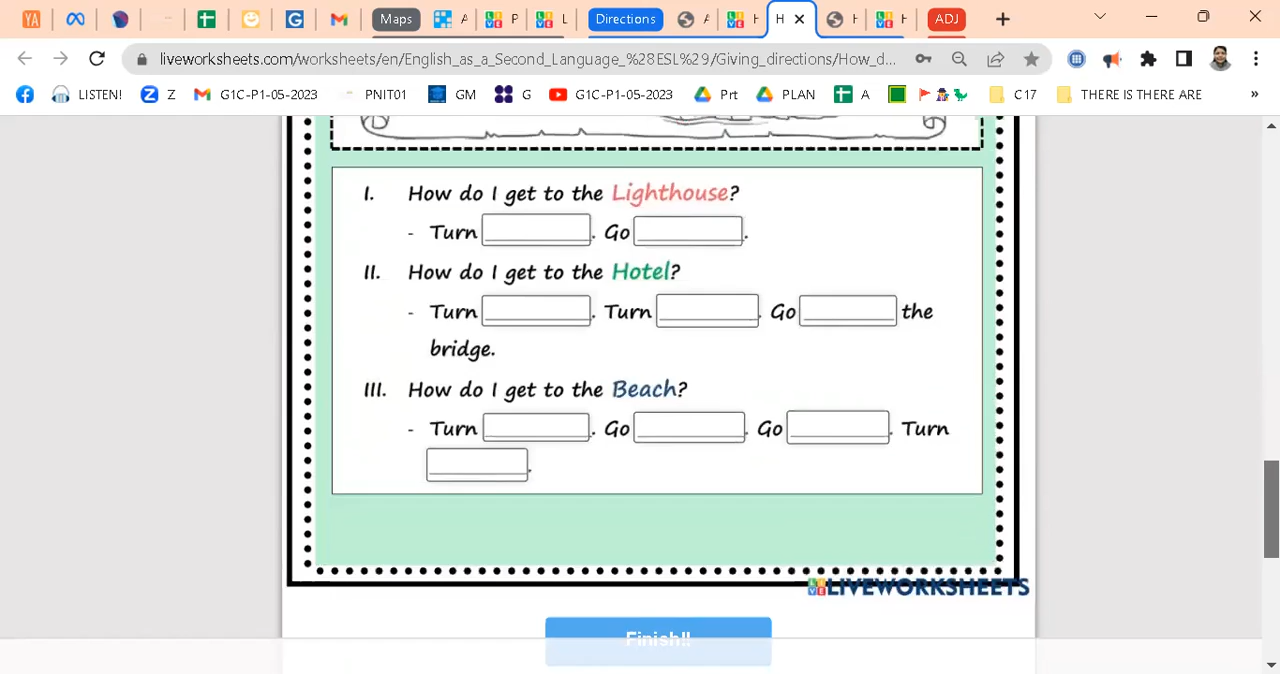 YA
G
Maps
A
P
L
Directions
A
H
H
H
H
ADJ
liveworksheets.com/worksheets/en/English_as_a_Second_Language_%28ESL%29/Giving_directions/How_d...
LISTEN!
Z
G1C-P1-05-2023
PNIT01
GM
G
G1C-P1-05-2023
Prt
PLAN
A
C17
THERE IS THERE ARE
»
I. How do I get to the Lighthouse?
- Turn . Go .
II. How do I get to the Hotel?
- Turn . Turn . Go the
bridge.
III. How do I get to the Beach?
- Turn . Go . Go . Turn
.
LIVEWORKSHEETS
Finish!!